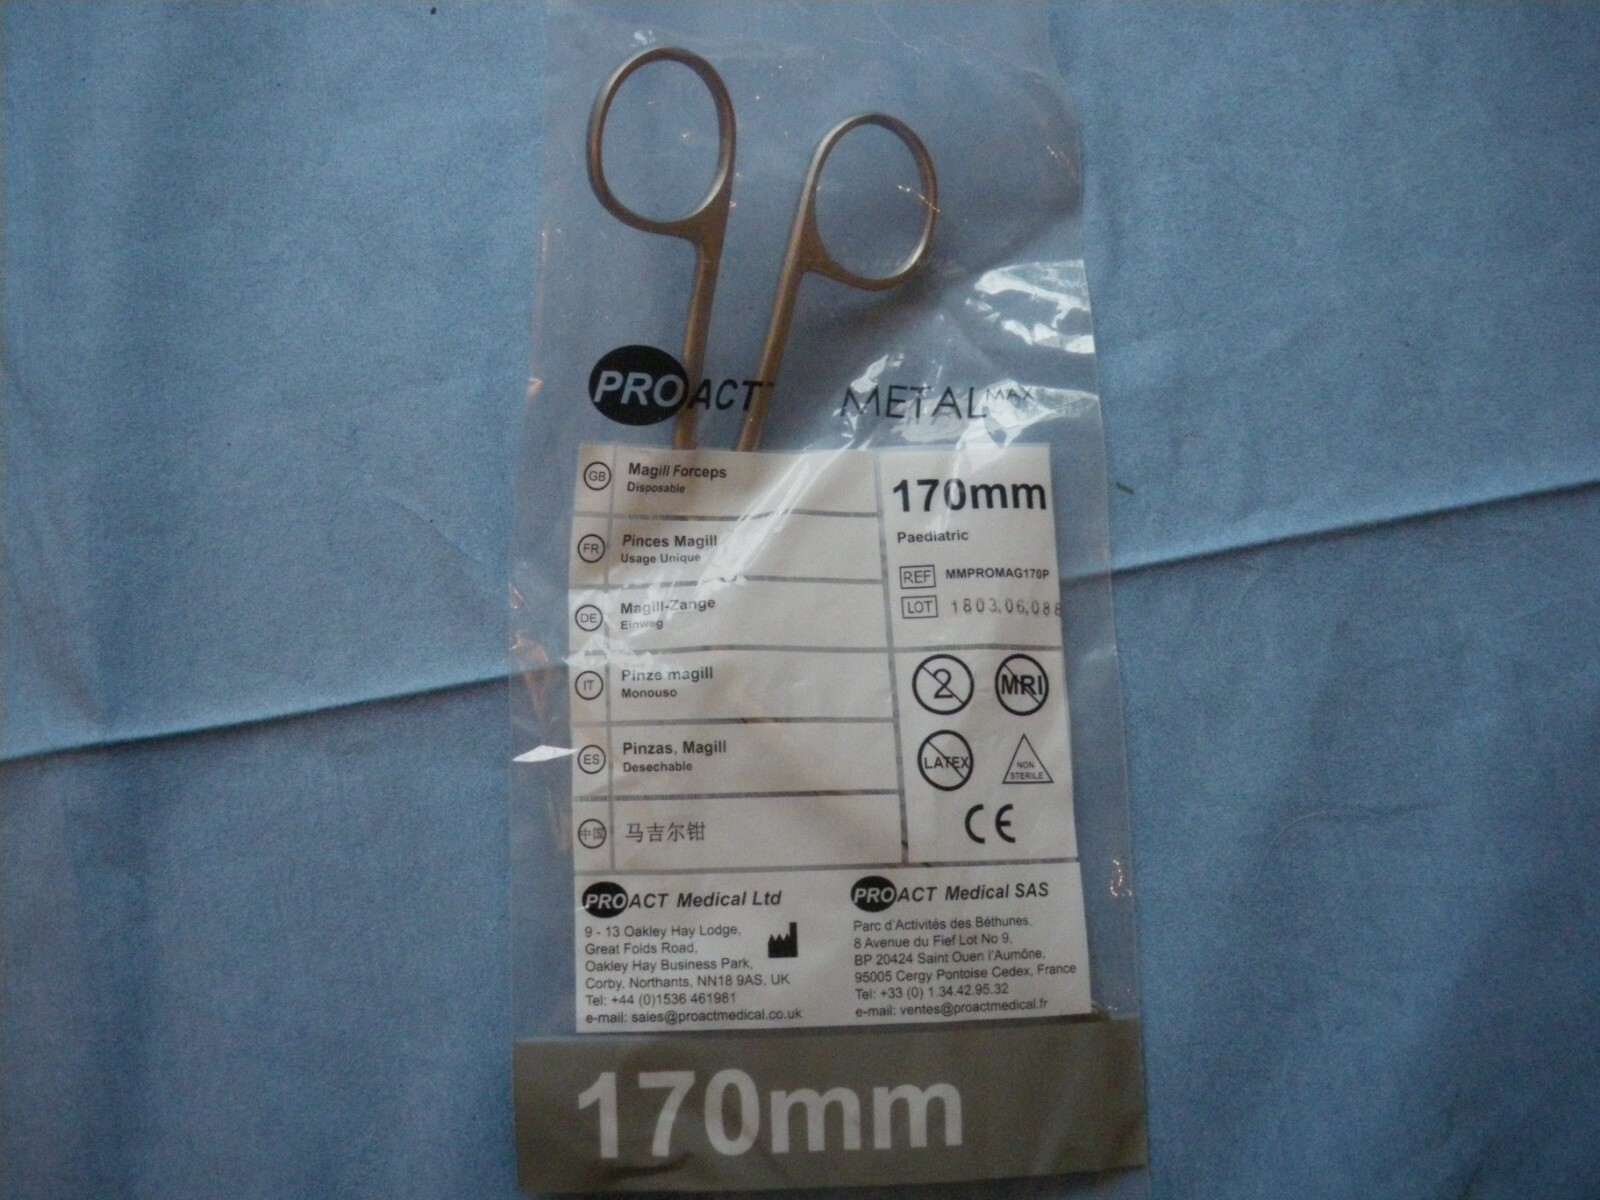 PROACT™
METALMAX
GB
Magill Forceps
Disposable
FR
Pinces Magill
Usage Unique
DE
Magill-Zange
Einweg
IT
Pinze magill
Monouso
ES
Pinzas, Magill
Desechable
中国
马吉尔钳
170mm
Paediatric
REF MMPROMAG170P
LOT 1803.06.088
2
MRI
LATEX
NON
STERILE
CE
PROACT Medical Ltd
9 - 13 Oakley Hay Lodge,
Great Folds Road,
Oakley Hay Business Park,
Corby, Northants, NN18 9AS, UK
Tel: +44 (0)1536 461981
e-mail: sales@proactmedical.co.uk
PROACT Medical SAS
Parc d'Activités des Béthunes,
8 Avenue du Fief Lot No 9,
BP 20424 Saint Ouen l'Aumône,
95005 Cergy Pontoise Cedex, France
Tel: +33 (0) 1.34.42.95.32
e-mail: ventes@proactmedical.fr
170mm